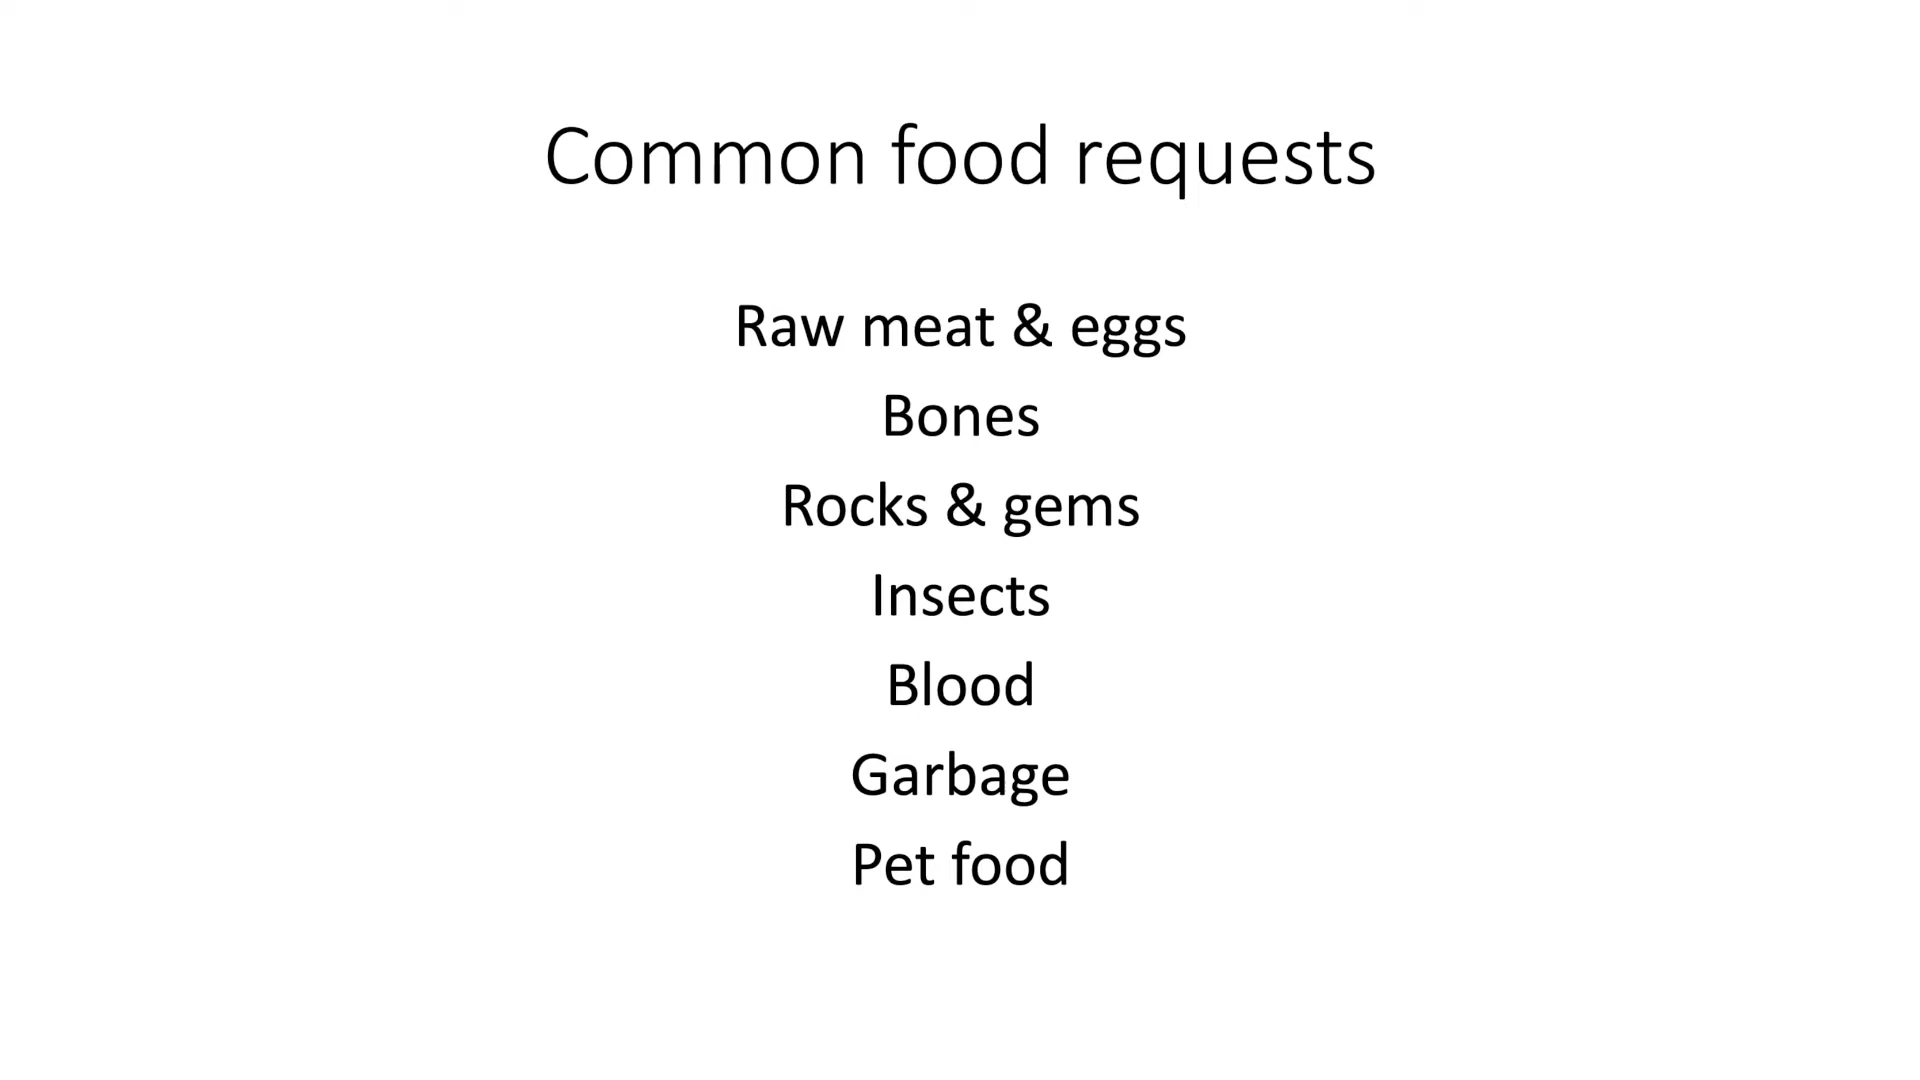 Common food requests
Raw meat & eggs
Bones
Rocks & gems
Insects
Blood
Garbage
Pet food